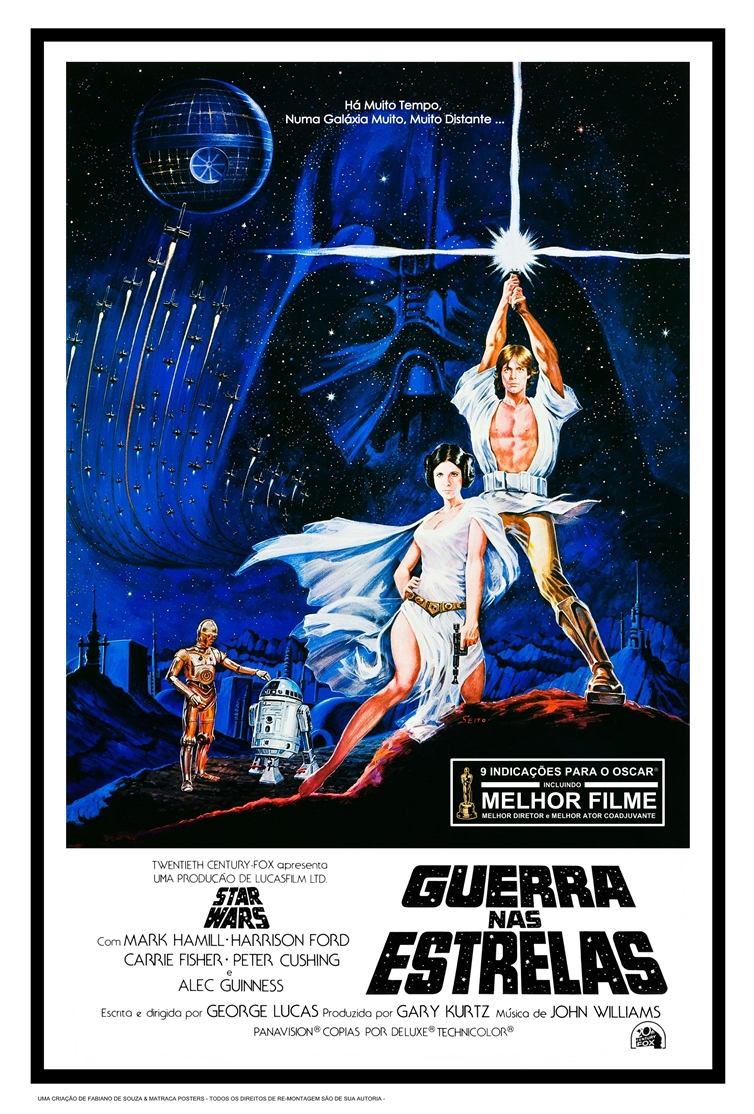 Há Muito Tempo,
Numa Galáxia Muito, Muito Distante ...
SEITO
9 INDICAÇÕES PARA O OSCAR®
INCLUINDO
MELHOR FILME
MELHOR DIRETOR e MELHOR ATOR COADJUVANTE
TWENTIETH CENTURY-FOX apresenta
UMA PRODUCÃO DE LUCASFILM LTD.
STAR
WARS
Com MARK HAMILL · HARRISON FORD
CARRIE FISHER · PETER CUSHING
e
ALEC GUINNESS
GUERRA
NAS
ESTRELAS
Escrita e dirigida por GEORGE LUCAS Produzida por GARY KURTZ Música de JOHN WILLIAMS
PANAVISION® COPIAS POR DELUXE® TECHNICOLOR®
20
CENTURY
FOX
UMA CRIAÇÃO DE FABIANO DE SOUZA & MATRACA POSTERS - TODOS OS DIREITOS DE RE-MONTAGEM SÃO DE SUA AUTORIA -